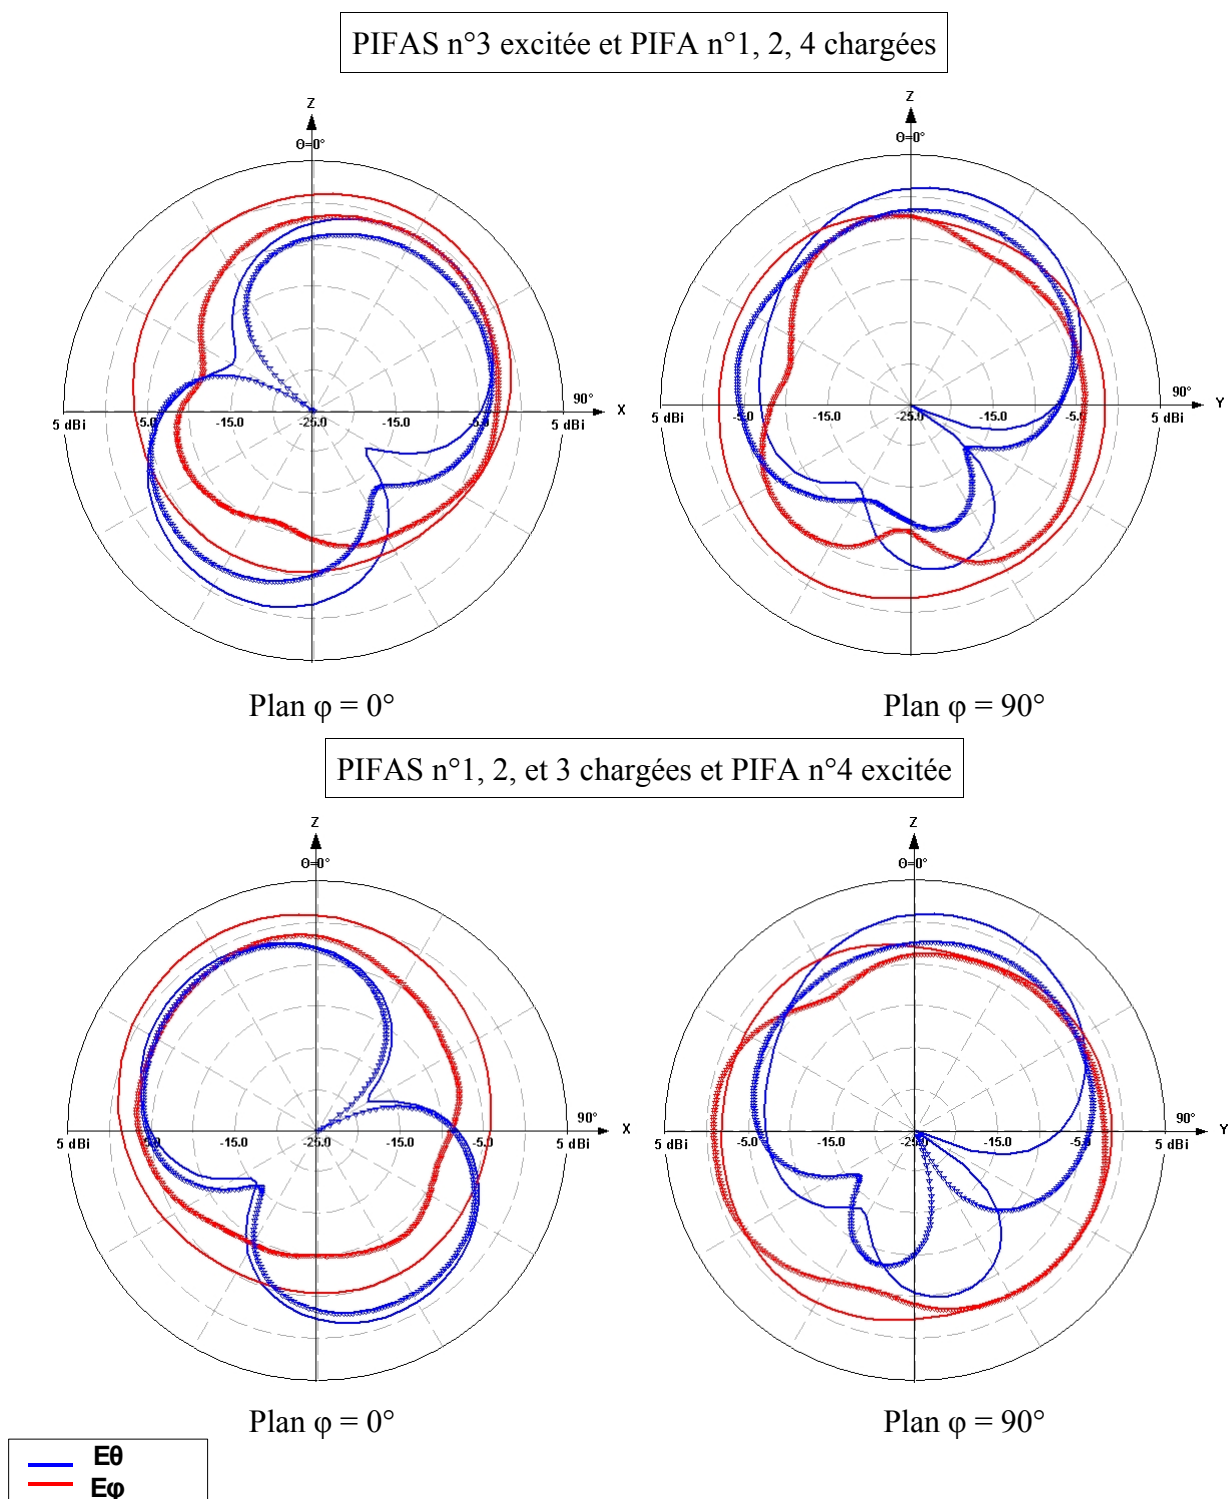 PIFAS n°3 excitée et PIFA n°1, 2, 4 chargées
Z Z
Θ=0° Θ=0°
90° 90°
X Y
5 dBi -5.0 -15.0 -25.0 -15.0 -5.0 5 dBi 5 dBi -5.0 -15.0 -25.0 -15.0 -5.0 5 dBi
Plan φ = 0° Plan φ = 90°
PIFAS n°1, 2, et 3 chargées et PIFA n°4 excitée
Z Z
Θ=0° Θ=0°
90° 90°
X Y
5 dBi -5.0 -15.0 -25.0 -15.0 -5.0 5 dBi 5 dBi -5.0 -15.0 -25.0 -15.0 -5.0 5 dBi
Plan φ = 0° Plan φ = 90°
Eθ
Eφ